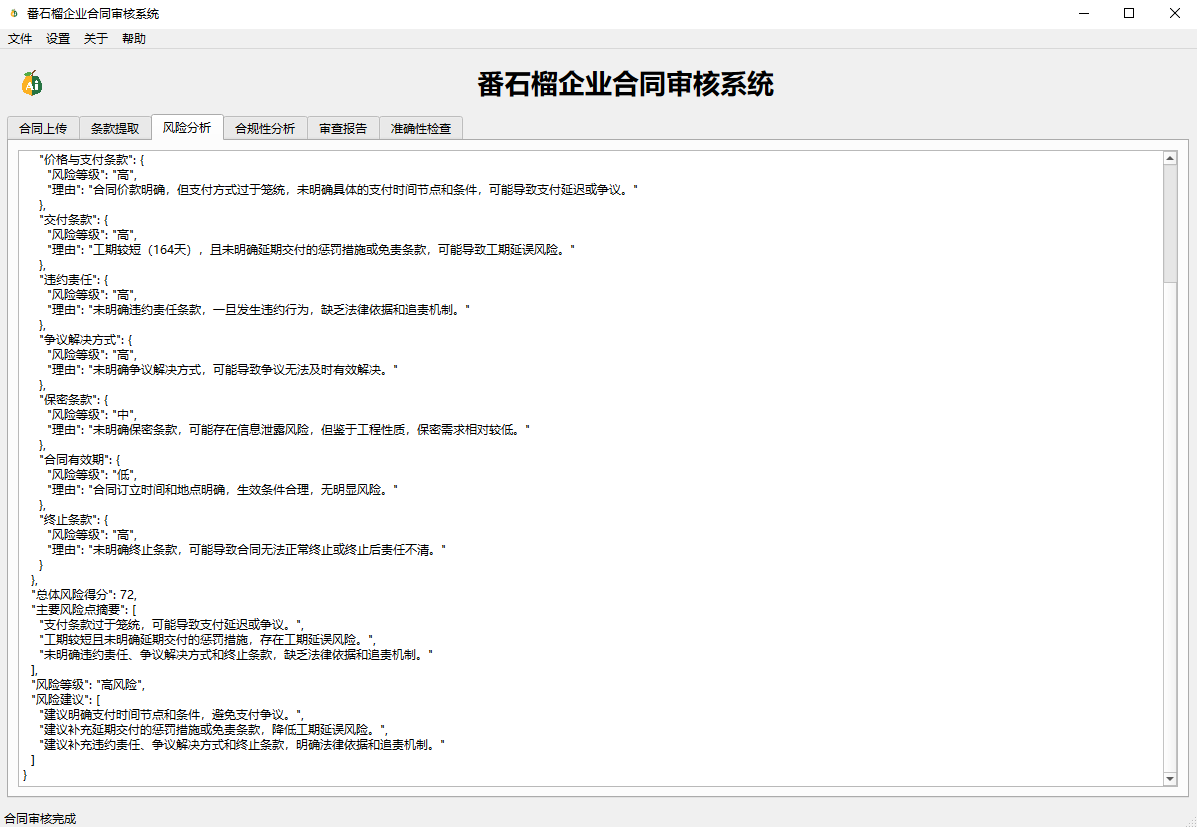 番石榴企业合同审核系统
文件 设置 关于 帮助
Ai
番石榴企业合同审核系统
合同上传 条款提取 风险分析 合规性分析 审查报告 准确性检查
"价格与支付条款": {
"风险等级": "高",
"理由": "合同价款明确，但支付方式过于笼统，未明确具体的支付时间节点和条件，可能导致支付延迟或争议。"
},
"交付条款": {
"风险等级": "高",
"理由": "工期较短（164天），且未明确延期交付的惩罚措施或免责条款，可能导致工期延误风险。"
},
"违约责任": {
"风险等级": "高",
"理由": "未明确违约责任条款，一旦发生违约行为，缺乏法律依据和追责机制。"
},
"争议解决方式": {
"风险等级": "高",
"理由": "未明确争议解决方式，可能导致争议无法及时有效解决。"
},
"保密条款": {
"风险等级": "中",
"理由": "未明确保密条款，可能存在信息泄露风险，但鉴于工程性质，保密需求相对较低。"
},
"合同有效期": {
"风险等级": "低",
"理由": "合同订立时间和地点明确，生效条件合理，无明显风险。"
},
"终止条款": {
"风险等级": "高",
"理由": "未明确终止条款，可能导致合同无法正常终止或终止后责任不清。"
}
},
"总体风险得分": 72,
"主要风险点摘要": [
"支付条款过于笼统，可能导致支付延迟或争议。",
"工期较短且未明确延期交付的惩罚措施，存在工期延误风险。",
"未明确违约责任、争议解决方式和终止条款，缺乏法律依据和追责机制。"
],
"风险等级": "高风险",
"风险建议": [
"建议明确支付时间节点和条件，避免支付争议。",
"建议补充延期交付的惩罚措施或免责条款，降低工期延误风险。",
"建议补充违约责任、争议解决方式和终止条款，明确法律依据和追责机制。"
]
}
合同审核完成